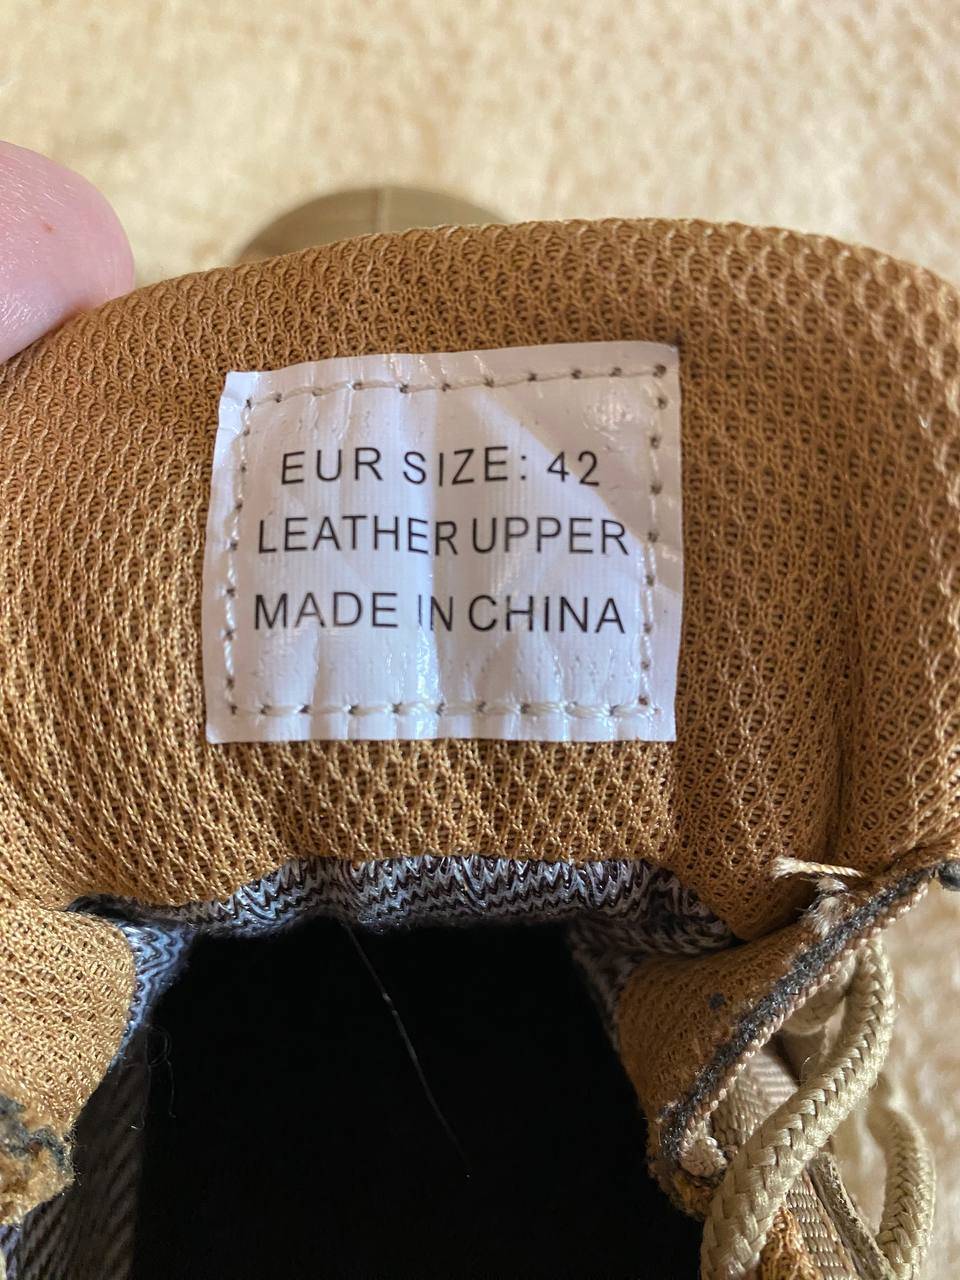 EUR SIZE: 42
LEATHER UPPER
MADE IN CHINA